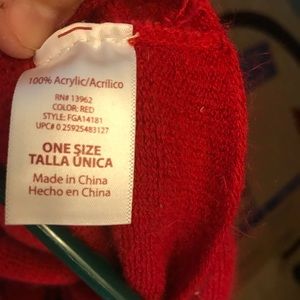 100% Acrylic/Acrílico
RN# 13962
COLOR: RED
STYLE: FGA14181
UPC# 0 25925483127
ONE SIZE
TALLA ÚNICA
Made in China
Hecho en China